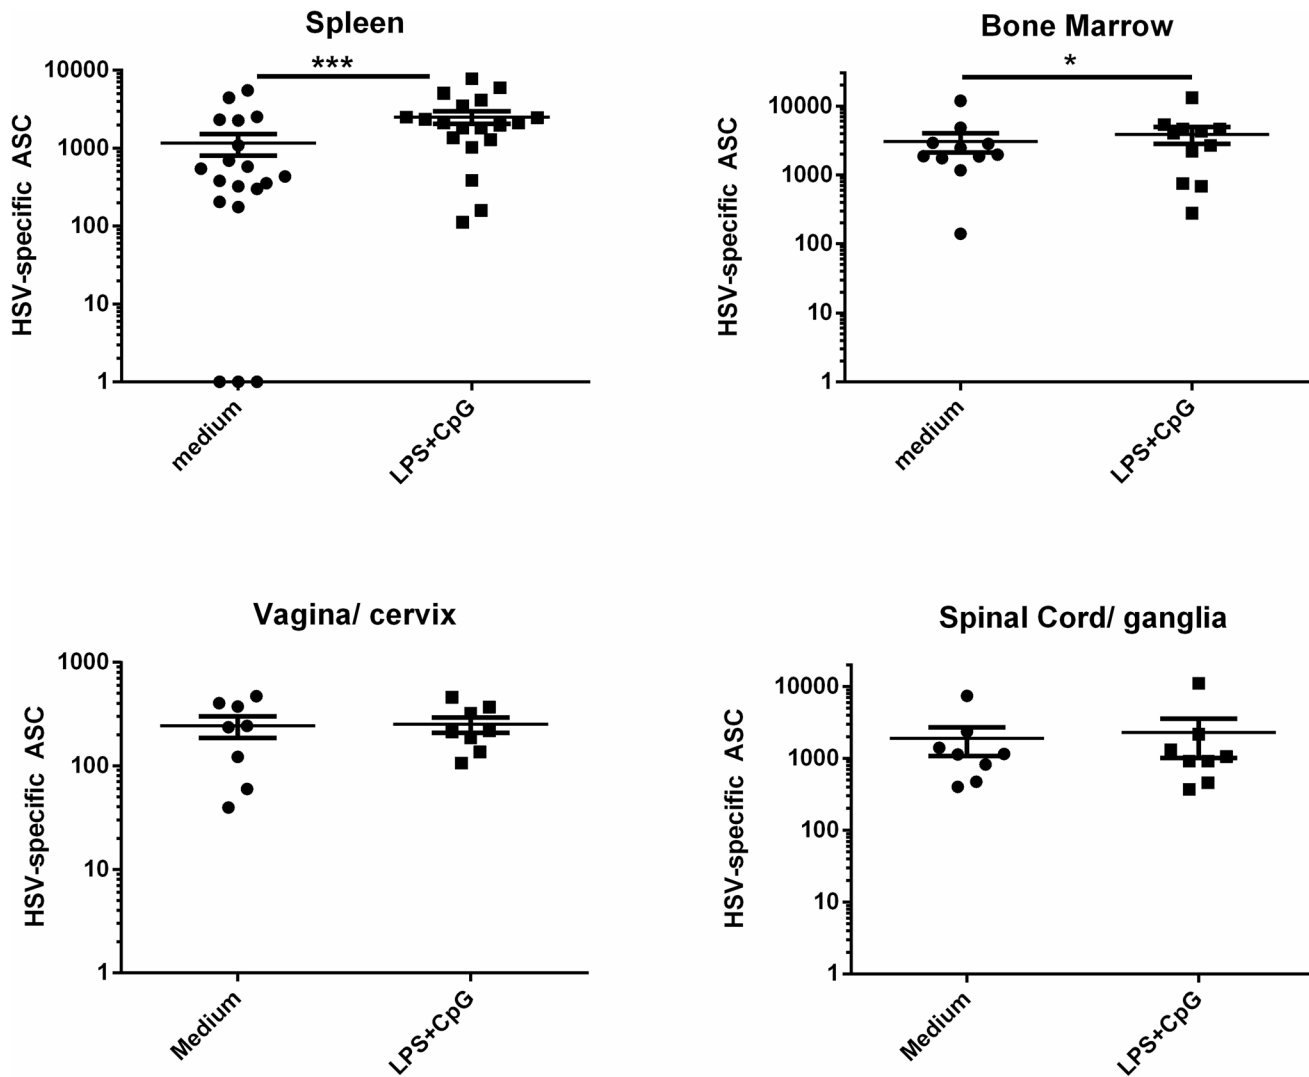 Spleen
***
HSV-specific ASC
10000
1000
100
10
1
medium
LPS+CpG
Bone Marrow
*
HSV-specific ASC
10000
1000
100
10
1
medium
LPS+CpG
Vagina/ cervix
HSV-specific ASC
1000
100
10
1
Medium
LPS+CpG
Spinal Cord/ ganglia
HSV-specific ASC
10000
1000
100
10
1
Medium
LPS+CpG